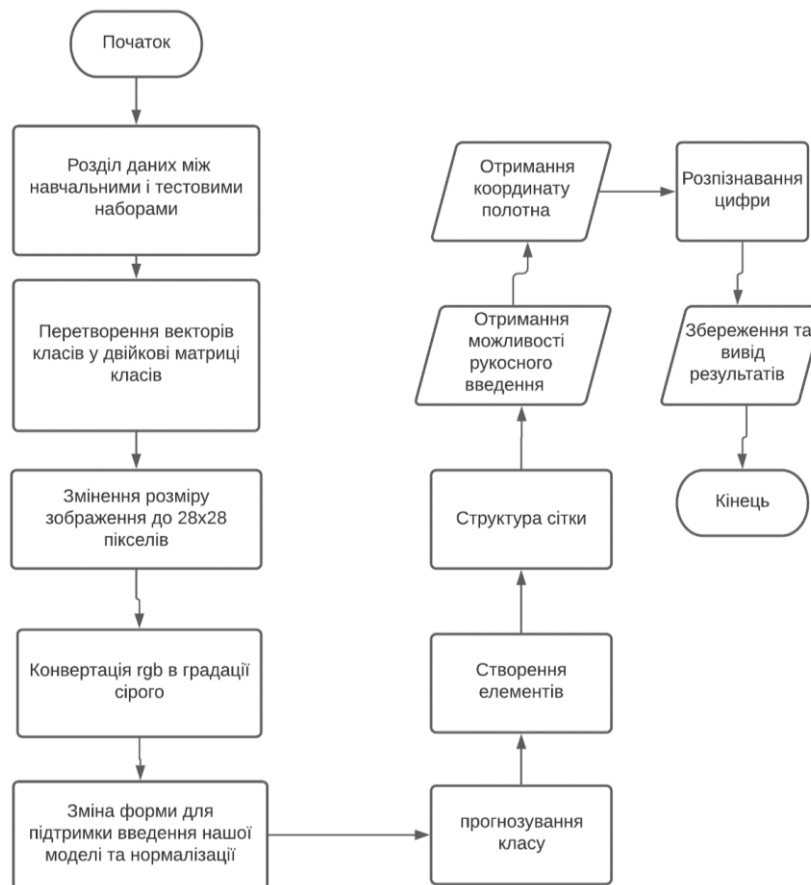 Початок
Розділ даних між
навчальними і тестовими
наборами
Перетворення векторів
класів у двійкові матриці
класів
Змінення розміру
зображення до 28x28
пікселів
Конвертація rgb в градації
сірого
Зміна форми для
підтримки введення нашої
моделі та нормалізації
прогнозування
класу
Створення
елементів
Структура сітки
Отримання
можливості
рукосного
введення
Отримання
координату
полотна
Розпізнавання
цифри
Збереження та
вивід
результатів
Кінець